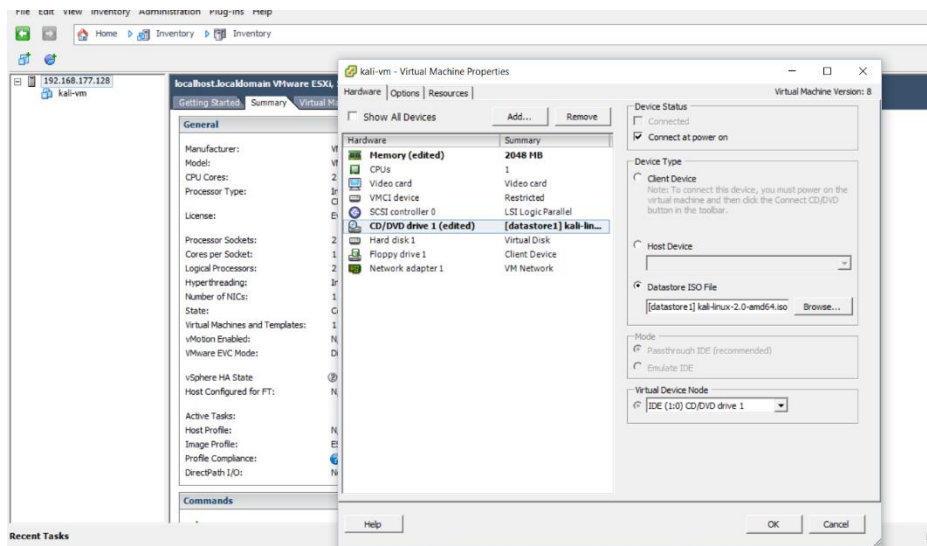 File Edit View Inventory Administration Plug-ins Help
Home Inventory Inventory
192.168.177.128
kali-vm
localhost.localdomain VMware ESXi,
Getting Started Summary Virtual Ma
General
Manufacturer:
Model:
CPU Cores: 2
Processor Type:
License:
Processor Sockets: 2
Cores per Socket: 1
Logical Processors: 2
Hyperthreading:
Number of NICs: 1
State:
Virtual Machines and Templates: 1
vMotion Enabled:
VMware EVC Mode:
vSphere HA State
Host Configured for FT:
Active Tasks:
Host Profile:
Image Profile:
Profile Compliance:
DirectPath I/O:
Commands
Recent Tasks
kali-vm - Virtual Machine Properties
Hardware Options Resources
Virtual Machine Version: 8
Show All Devices Add... Remove
Hardware Summary
Memory (edited) 2048 MB
CPUs 1
Video card Video card
VMCI device Restricted
SCSI controller 0 LSI Logic Parallel
CD/DVD drive 1 (edited) [datastore1] kali-lin...
Hard disk 1 Virtual Disk
Floppy drive 1 Client Device
Network adapter 1 VM Network
Device Status
Connected
Connect at power on
Device Type
Client Device
Note: To connect this device, you must power on the
virtual machine and then click the Connect CD/DVD
button in the toolbar.
Host Device
Datastore ISO File
[datastore1] kali-linux-2.0-amd64.iso Browse...
Mode
Passthrough IDE (recommended)
Emulate IDE
Virtual Device Node
IDE (1:0) CD/DVD drive 1
Help OK Cancel